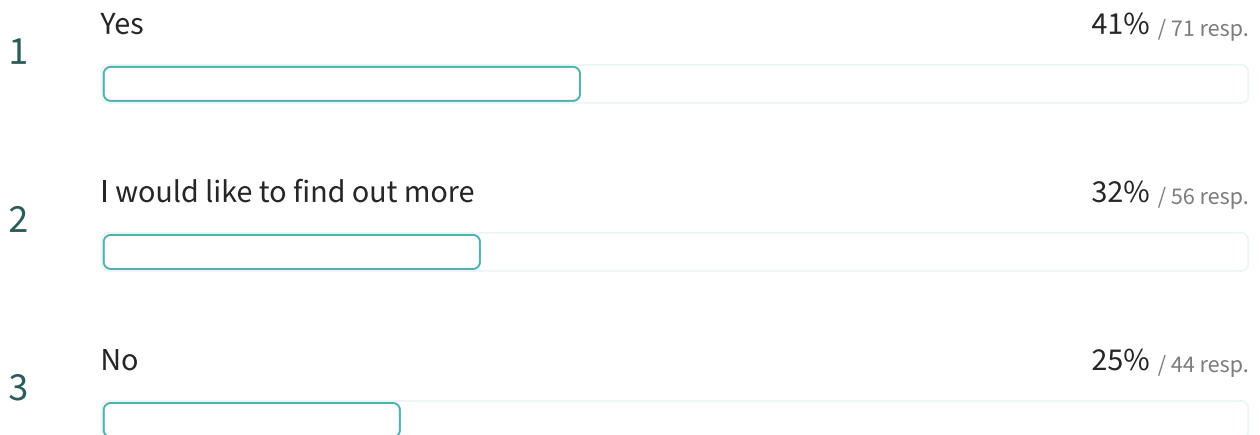 1
Yes
41% / 71 resp.
2
I would like to find out more
32% / 56 resp.
3
No
25% / 44 resp.